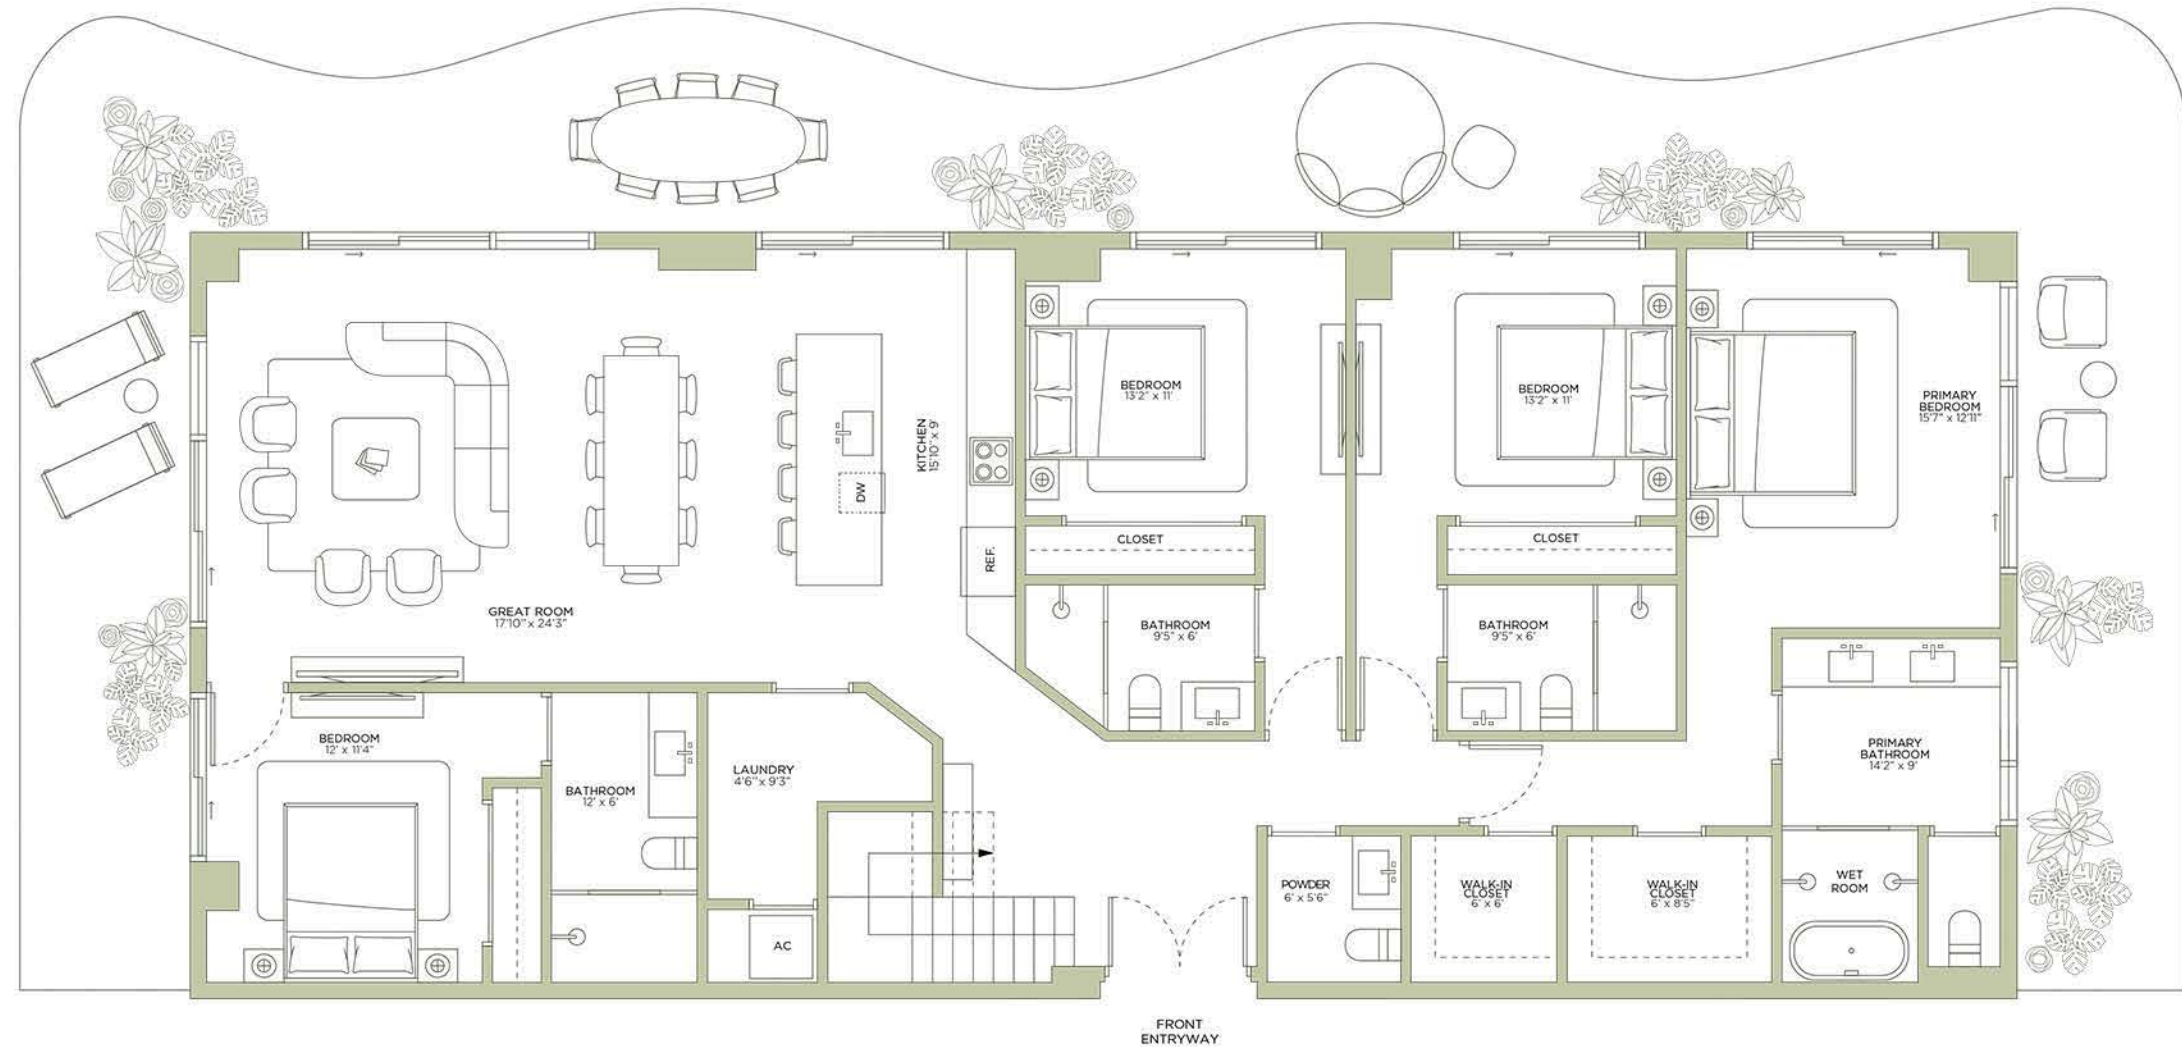 BEDROOM
13'2" x 11'
BEDROOM
13'2" x 11'
PRIMARY
BEDROOM
15'7" x 12'11"
KITCHEN
15'10" x 9'
DW
REF.
CLOSET
CLOSET
GREAT ROOM
17'10" x 24'3"
BATHROOM
9'5" x 6'
BATHROOM
9'5" x 6'
BEDROOM
12' x 11'4"
BATHROOM
12' x 6'
LAUNDRY
4'6" x 9'3"
PRIMARY
BATHROOM
14'2" x 9'
AC
POWDER
6' x 5'6"
WALK-IN
CLOSET
6' x 6'
WALK-IN
CLOSET
6' x 8'5"
WET
ROOM
FRONT
ENTRYWAY